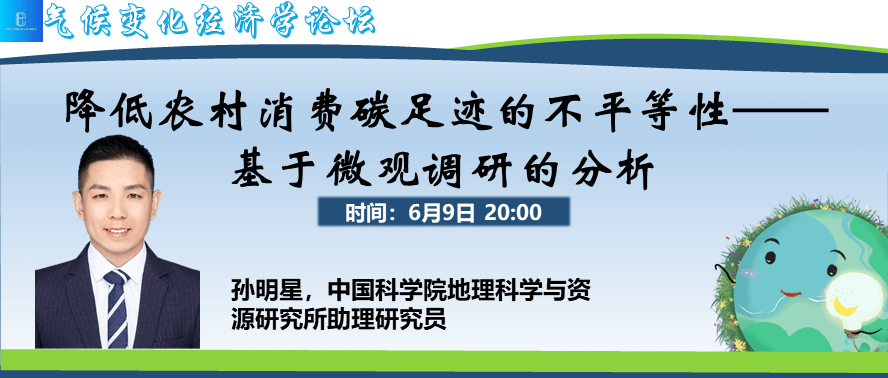 气候变化经济学论坛
降低农村消费碳足迹的不平等性——
基于微观调研的分析
时间：6月9日 20:00
孙明星，中国科学院地理科学与资
源研究所助理研究员